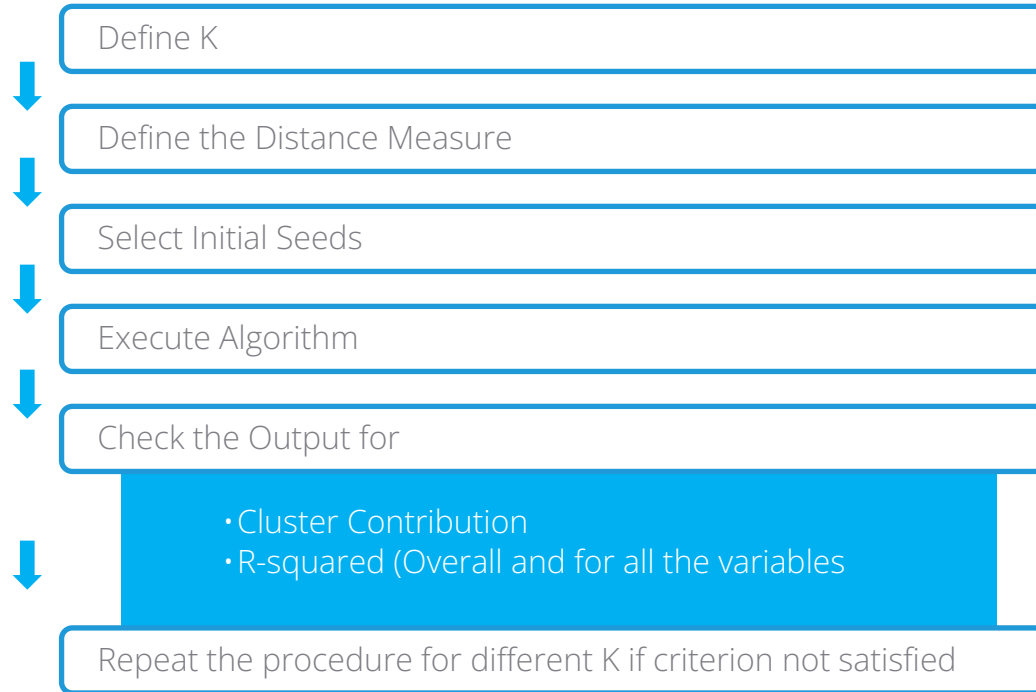 Define K
Define the Distance Measure
Select Initial Seeds
Execute Algorithm
Check the Output for
• Cluster Contribution
• R-squared (Overall and for all the variables
Repeat the procedure for different K if criterion not satisfied